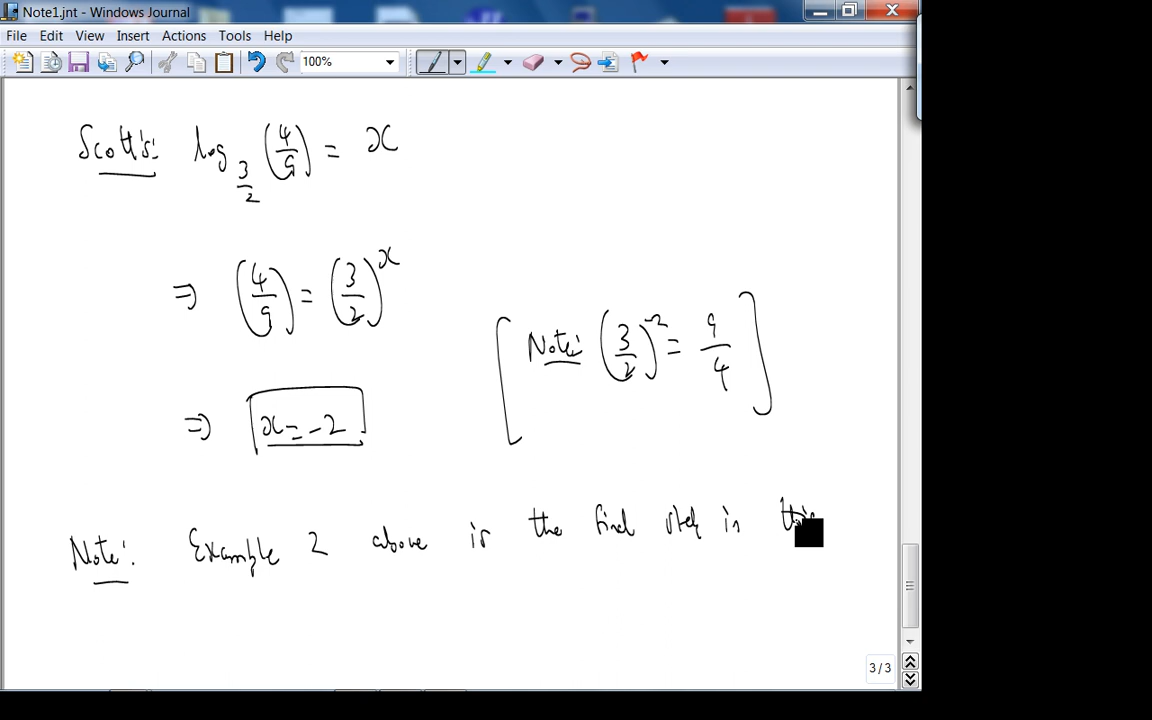 Note1.jnt - Windows Journal
File Edit View Insert Actions Tools Help
100%
Scott's: log_{3/2} (4/9) = x
⇒ (4/9) = (3/2)^x
[Note: (3/2)^{-2} = 9/4]
⇒ x = -2
Note: Example 2 above is the step in this
3/3